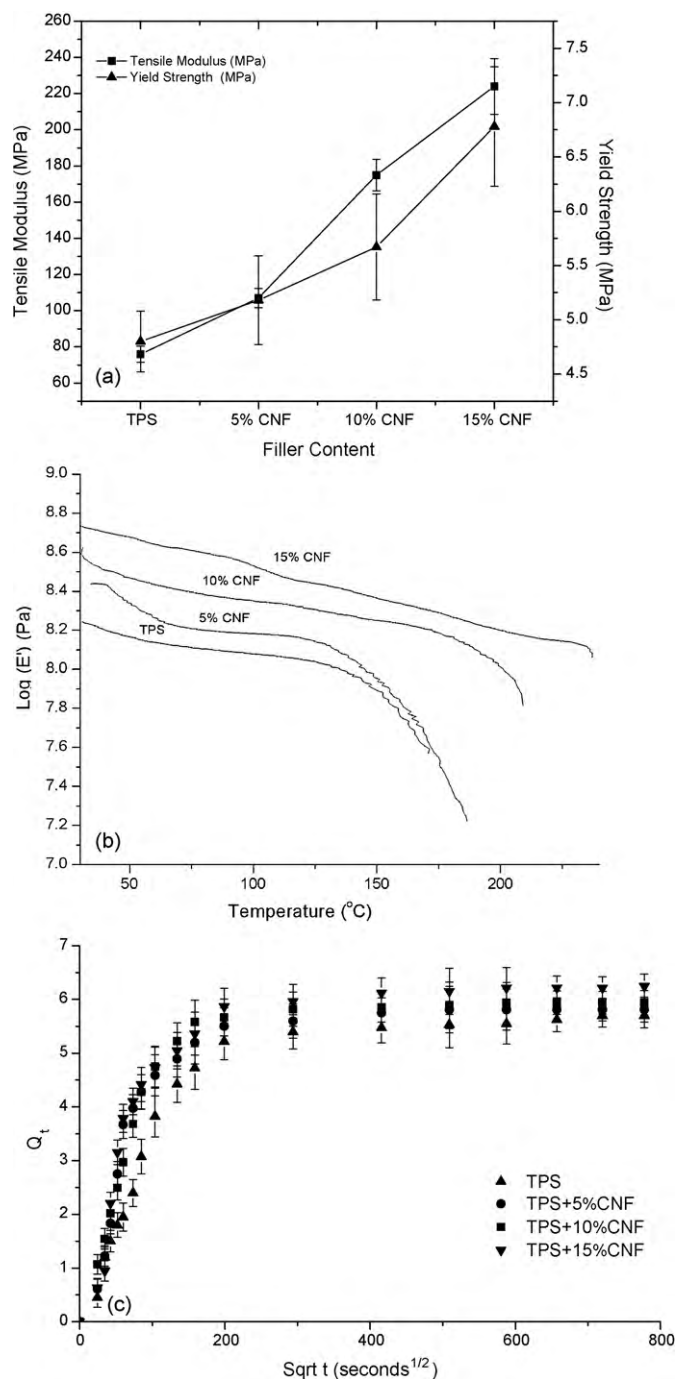 260
240
220
200
180
160
140
120
100
80
60
Tensile Modulus (MPa)
Tensile Modulus (MPa)
Yield Strength (MPa)
7.5
7.0
6.5
6.0
5.5
5.0
4.5
Yield Strength (MPa)
(a)
TPS
5% CNF
10% CNF
15% CNF
Filler Content
9.0
8.6
8.4
8.2
8.0
7.8
7.4
7.2
7.0
Log (E') (Pa)
15% CNF
10% CNF
5% CNF
TPS
(b)
50
100
150
200
Temperature (°C)
7
6
5
4
3
2
1
0
Qt
TPS
TPS+5%CNF
TPS+10%CNF
TPS+15%CNF
(c)
0
200
400
600
800
Sqrt t (seconds1/2)